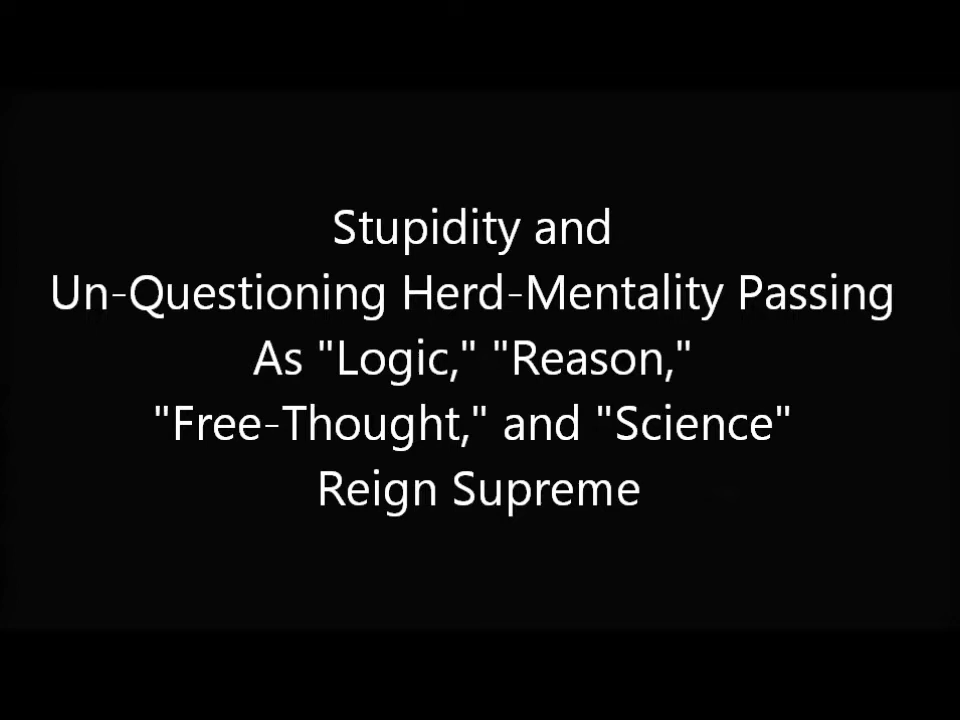 Stupidity and
Un-Questioning Herd-Mentality Passing
As "Logic," "Reason,"
"Free-Thought," and "Science"
Reign Supreme